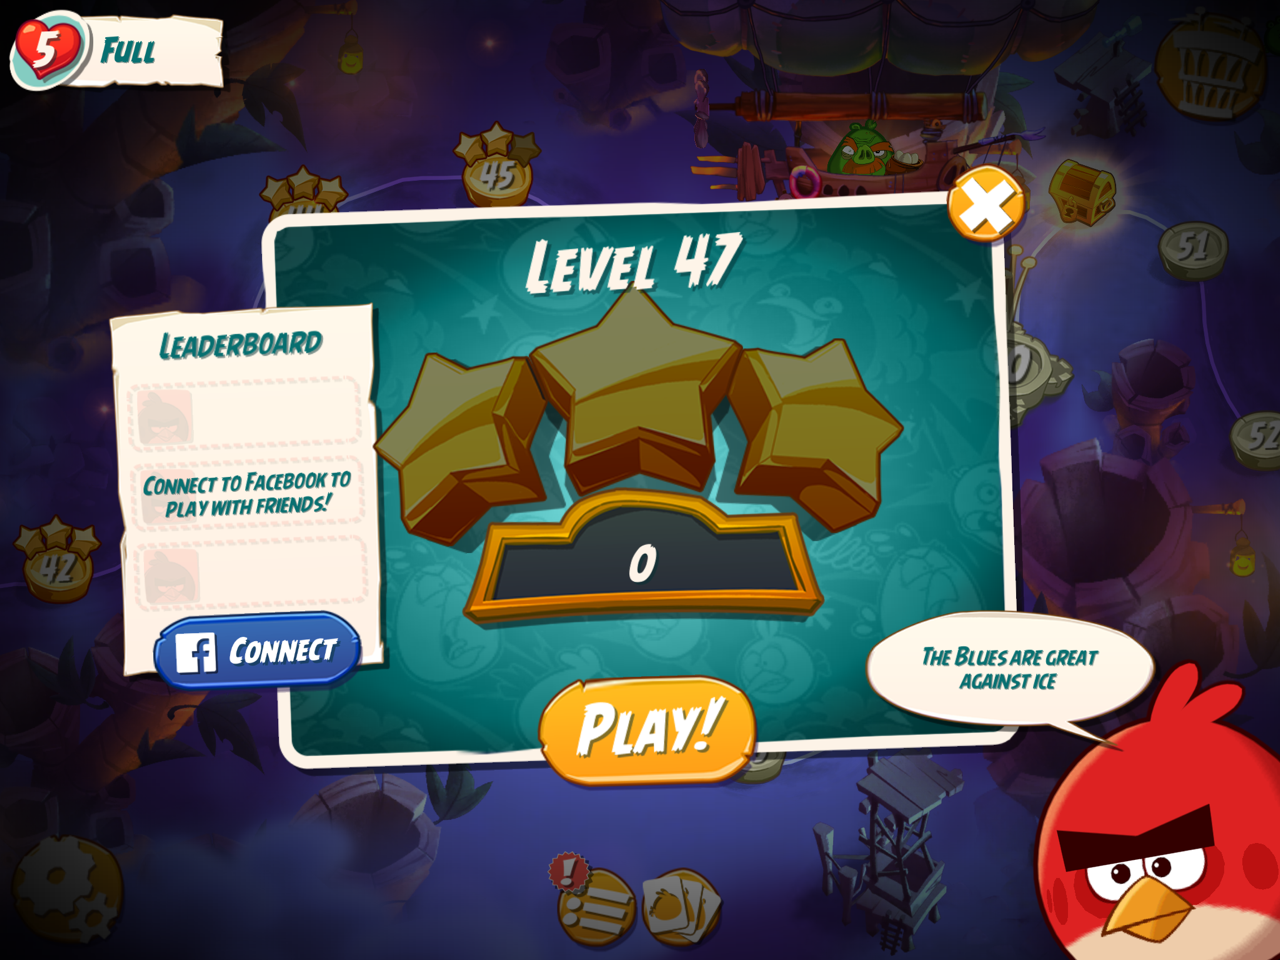 5 FULL
45
51
LEVEL 47
LEADERBOARD
CONNECT TO FACEBOOK TO
PLAY WITH FRIENDS!
52
42
0
f CONNECT
THE BLUES ARE GREAT
AGAINST ICE
PLAY!
!